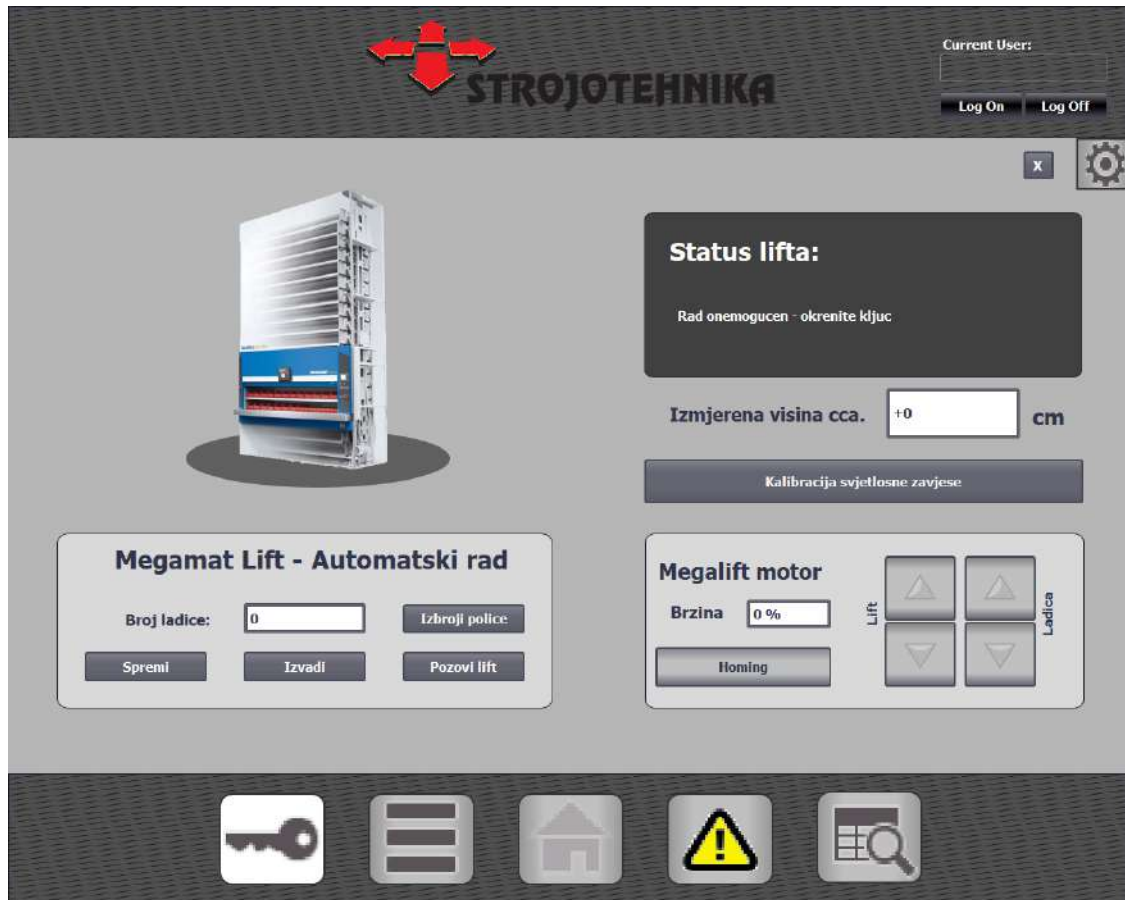 STROJOTEHNIKA
Current User:
Log On Log Off
x
Status lifta:
Rad onemogucen - okrenite kljuc
Izmjerena visina cca. +0 cm
Kalibracija svjetlosne zavjese
Megamat Lift - Automatski rad
Broj ladice: 0 Izbroji police
Spremi Izvadi Pozovi lift
Megalift motor
Brzina 0 %
Homing
Lift
Ladica